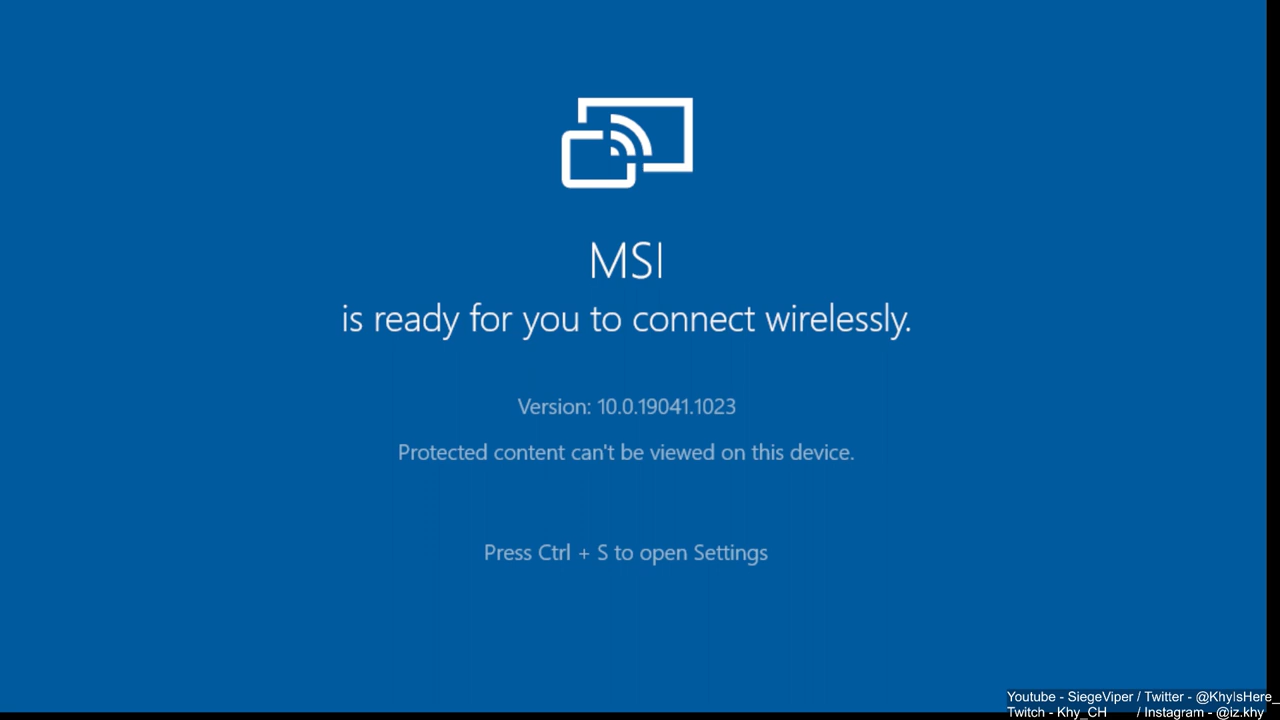 MSI
is ready for you to connect wirelessly.
Version: 10.0.19041.1023
Protected content can't be viewed on this device.
Press Ctrl + S to open Settings
Youtube - SiegeViper / Twitter - @KhyIsHere_
Twitch - Khy_CH / Instagram - @iz.khy